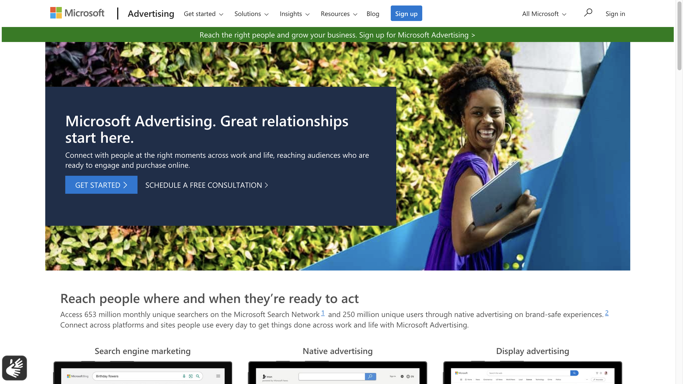 Microsoft | Advertising Get started Solutions Insights Resources Blog Sign up All Microsoft Sign in
Reach the right people and grow your business. Sign up for Microsoft Advertising >
Microsoft Advertising. Great relationships
start here.
Connect with people at the right moments across work and life, reaching audiences who are
ready to engage and purchase online.
GET STARTED > SCHEDULE A FREE CONSULTATION >
Reach people where and when they're ready to act
Access 653 million monthly unique searchers on the Microsoft Search Network 1 and 250 million unique users through native advertising on brand-safe experiences. 2
Connect across platforms and sites people use every day to get things done across work and life with Microsoft Advertising.
Search engine marketing Native advertising Display advertising